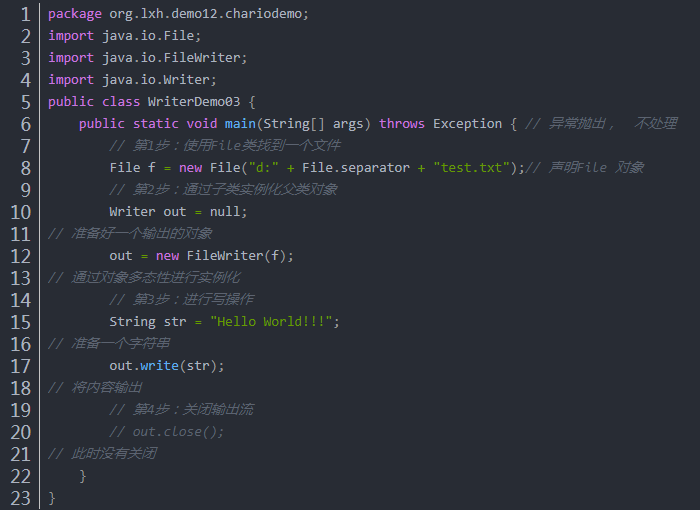 1 package org.lxh.demo12.chariodemo;
2 import java.io.File;
3 import java.io.FileWriter;
4 import java.io.Writer;
5 public class WriterDemo03 {
6     public static void main(String[] args) throws Exception { // 异常抛出， 不处理
7         // 第1步：使用File类找到一个文件
8         File f = new File("d:" + File.separator + "test.txt");// 声明File 对象
9         // 第2步：通过子类实例化父类对象
10         Writer out = null;
11 // 准备好一个输出的对象
12         out = new FileWriter(f);
13 // 通过对象多态性进行实例化
14         // 第3步：进行写操作
15         String str = "Hello World!!!";
16 // 准备一个字符串
17         out.write(str);
18 // 将内容输出
19         // 第4步：关闭输出流
20         // out.close();
21 // 此时没有关闭
22     }
23 }